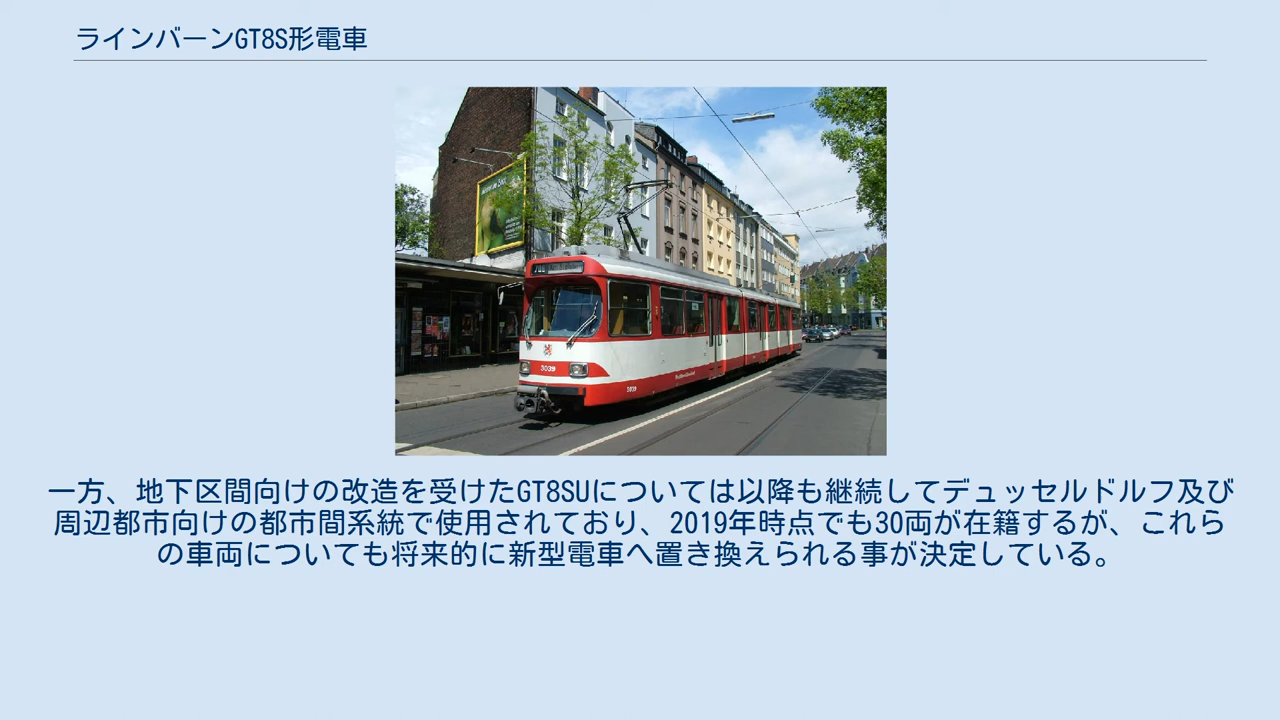 ラインバーンGT8S形電車
3039
3039
一方、地下区間向けの改造を受けたGT8SUについては以降も継続してデュッセルドルフ及び
周辺都市向けの都市間系統で使用されており、2019年時点でも30両が在籍するが、これら
の車両についても将来的に新型電車へ置き換えられる事が決定している。